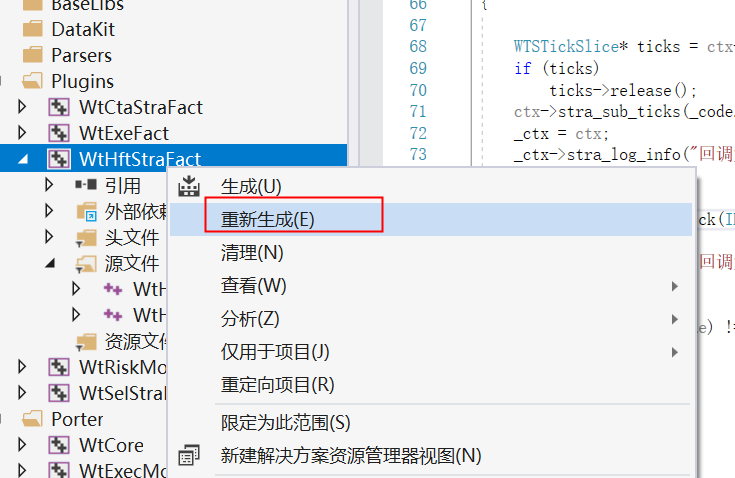 BaseLibs
DataKit
Parsers
Plugins
WtCtaStraFact
WtExeFact
WtHftStraFact
引用
外部依
头文件
源文件
WtH
WtH
资源文
WtRiskMo
WtSelStra
Porter
WtCore
WtExecMo
生成(U)
重新生成(E)
清理(N)
查看(W)
分析(Z)
仅用于项目(J)
重定向项目(R)
限定为此范围(S)
新建解决方案资源管理器视图(N)
66 {
67
68 WTSTickSlice* ticks = ctx-
69 if (ticks)
70 ticks->release();
71 ctx->stra_sub_ticks(_code
72 _ctx = ctx;
73 _ctx->stra_log_info("回调
ck(I
回调
) !=